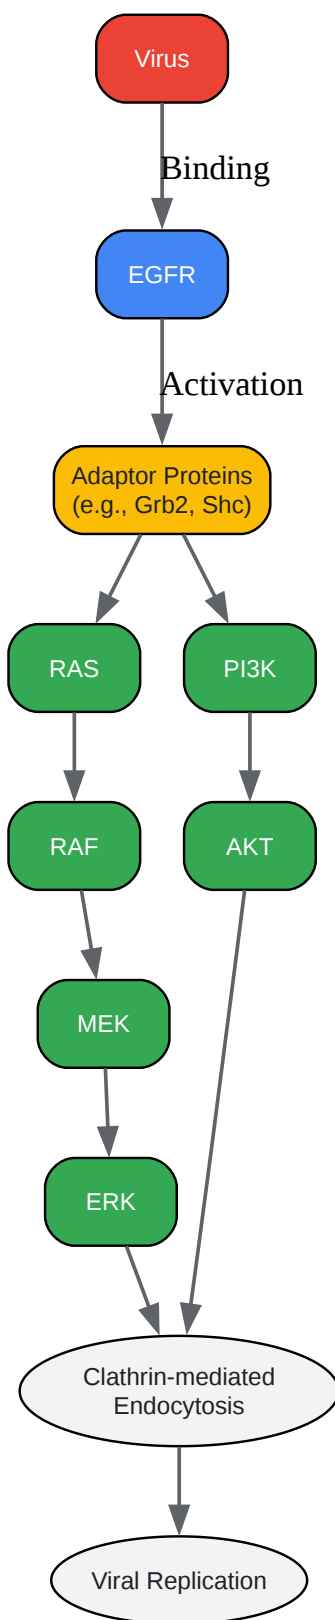 Virus
Binding
EGFR
Activation
Adaptor Proteins
(e.g., Grb2, Shc)
RAS
PI3K
RAF
AKT
MEK
ERK
Clathrin-mediated
Endocytosis
Viral Replication